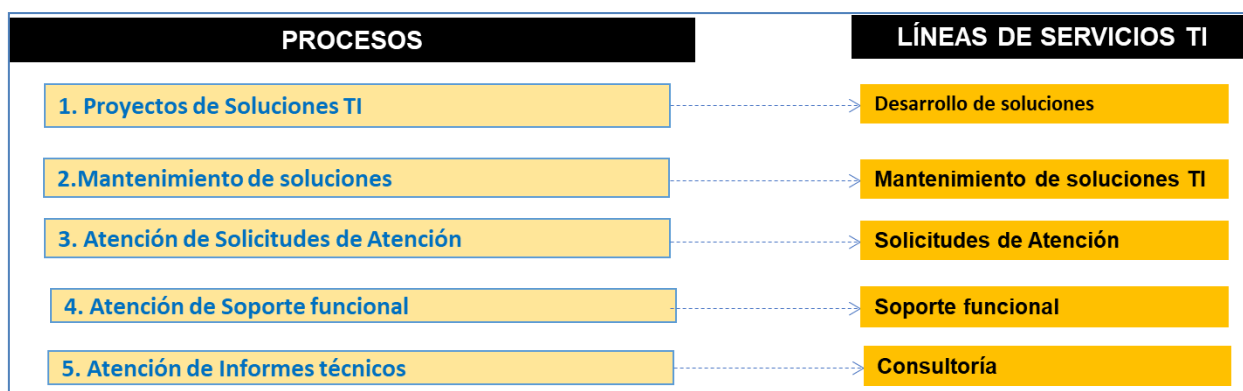 PROCESOS
LÍNEAS DE SERVICIOS TI
1. Proyectos de Soluciones TI
Desarrollo de soluciones
2.Mantenimiento de soluciones
Mantenimiento de soluciones TI
3. Atención de Solicitudes de Atención
Solicitudes de Atención
4. Atención de Soporte funcional
Soporte funcional
5. Atención de Informes técnicos
Consultoría